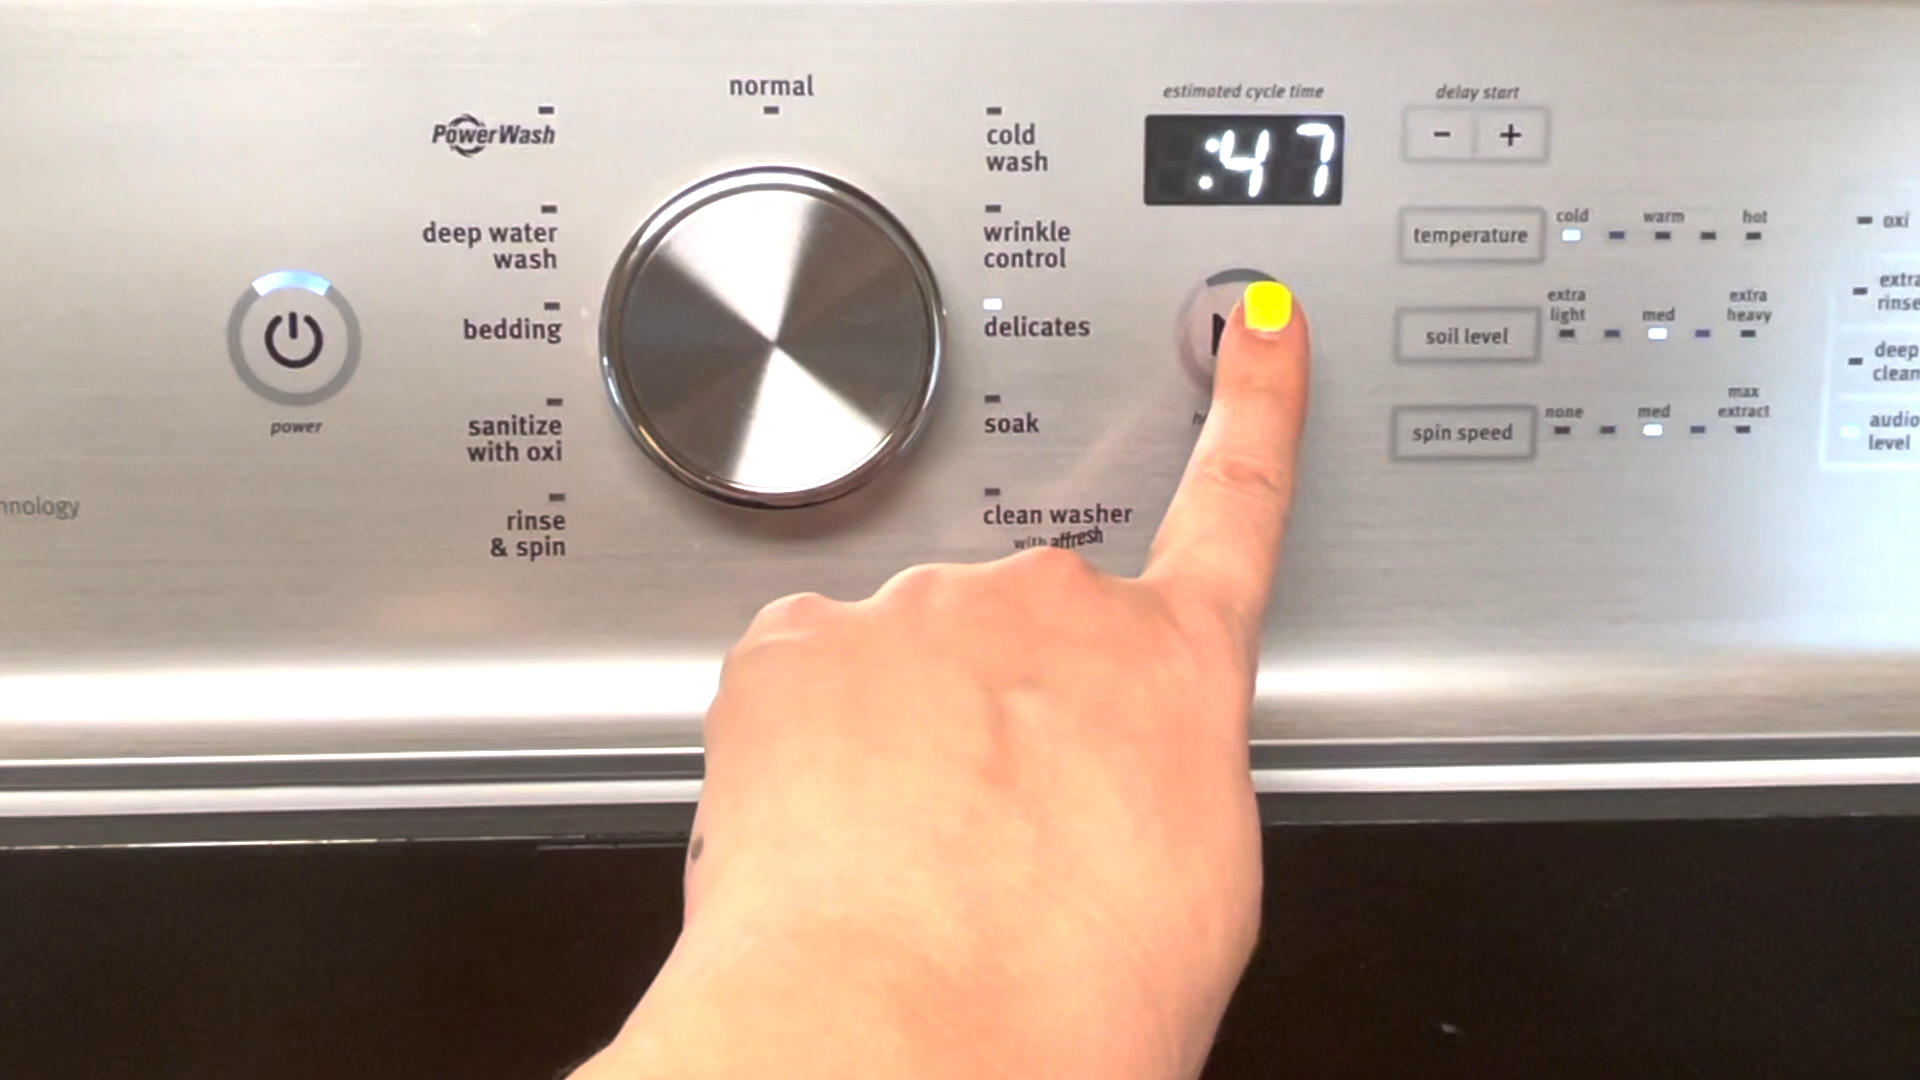 normal
PowerWash
deep water
wash
bedding
sanitize
with oxi
rinse
& spin
power
cold
wash
wrinkle
control
delicates
soak
clean washer
with affresh
estimated cycle time
:47
delay start
- +
temperature
cold warm hot
soil level
extra
light
med
extra
heavy
spin speed
none med max
extract
oxi
extra
rinse
deep
clean
audio
level